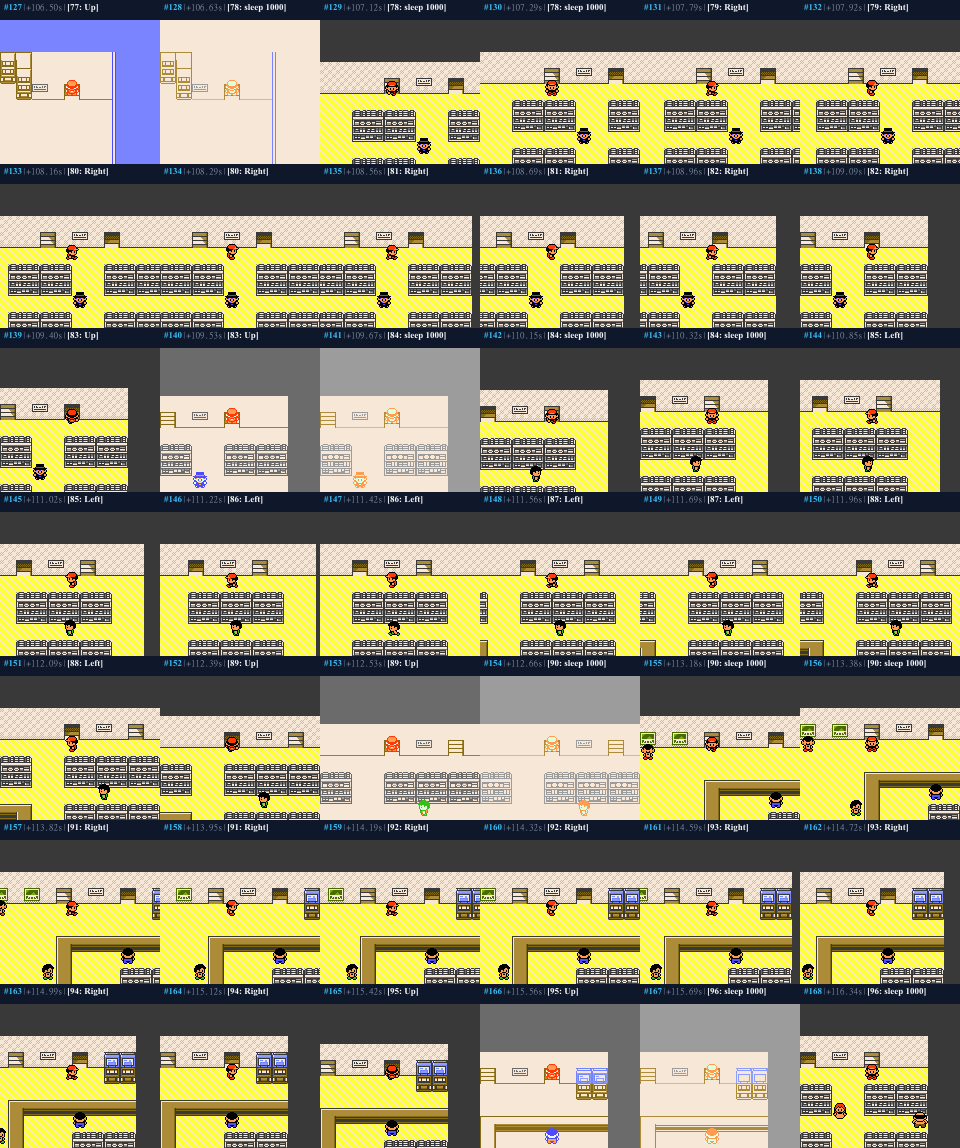 #127|+106.50s| [77: Up] #128|+106.63s| [78: sleep 1000] #129|+107.12s| [78: sleep 1000] #130|+107.29s| [78: sleep 1000] #131|+107.79s| [79: Right] #132|+107.92s| [79: Right]
#133|+108.16s| [80: Right] #134|+108.29s| [80: Right] #135|+108.56s| [81: Right] #136|+108.69s| [81: Right] #137|+108.96s| [82: Right] #138|+109.09s| [82: Right]
#139|+109.40s| [83: Up] #140|+109.53s| [83: Up] #141|+109.67s| [84: sleep 1000] #142|+110.15s| [84: sleep 1000] #143|+110.32s| [84: sleep 1000] #144|+110.85s| [85: Left]
#145|+111.02s| [85: Left] #146|+111.22s| [86: Left] #147|+111.42s| [86: Left] #148|+111.56s| [87: Left] #149|+111.69s| [87: Left] #150|+111.96s| [88: Left]
#151|+112.09s| [88: Left] #152|+112.39s| [89: Up] #153|+112.53s| [89: Up] #154|+112.66s| [90: sleep 1000] #155|+113.18s| [90: sleep 1000] #156|+113.38s| [90: sleep 1000]
#157|+113.82s| [91: Right] #158|+113.95s| [91: Right] #159|+114.19s| [92: Right] #160|+114.32s| [92: Right] #161|+114.59s| [93: Right] #162|+114.72s| [93: Right]
#163|+114.99s| [94: Right] #164|+115.12s| [94: Right] #165|+115.42s| [95: Up] #166|+115.56s| [95: Up] #167|+115.69s| [96: sleep 1000] #168|+116.34s| [96: sleep 1000]